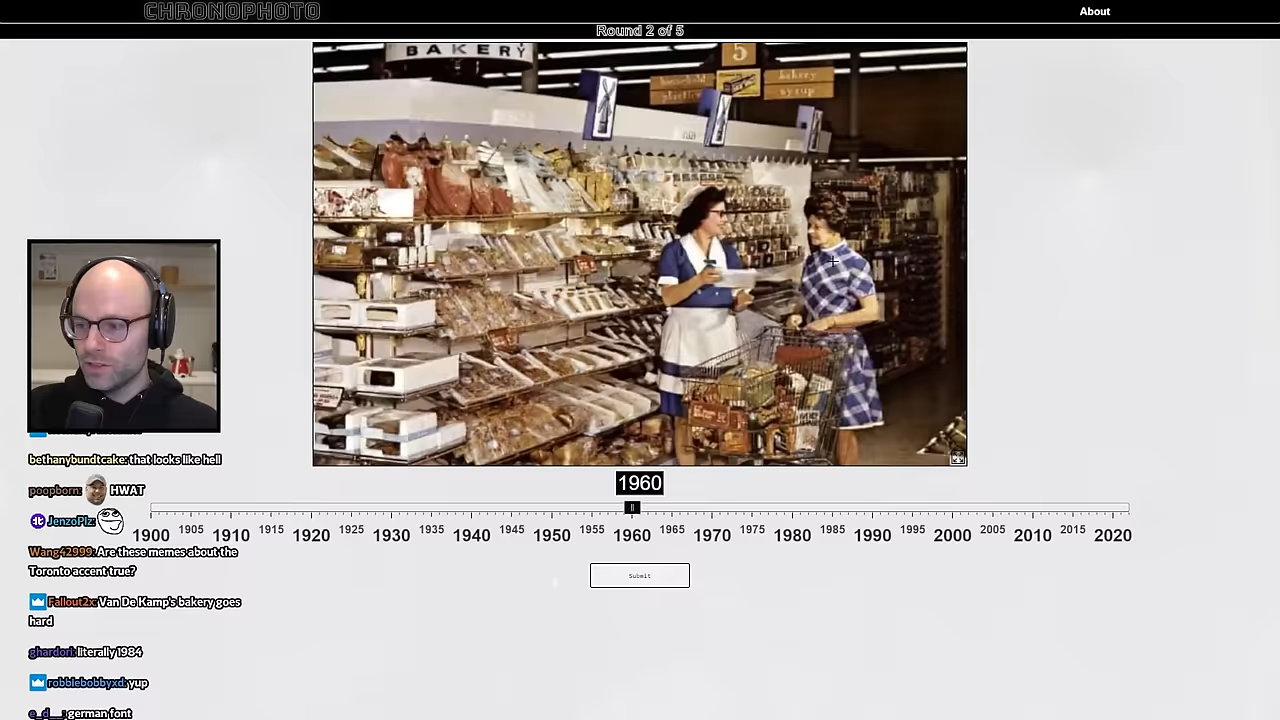 CHRONOPHOTO
About
Round 2 of 5
BAKERY
5
household
bakery
syrup
1960
1900 1905 1910 1915 1920 1925 1930 1935 1940 1945 1950 1955 1960 1965 1970 1975 1980 1985 1990 1995 2000 2005 2010 2015 2020
Submit
bethanybundtcake: that looks like hell
poopborn: HWAT
JenzoPlz:
Wang42999: Are these memes about the
Toronto accent true?
Fallout2x: Van De Kamp's bakery goes
hard
ghardori: literally 1984
robbiebobbyxd: yup
e_d__: german font